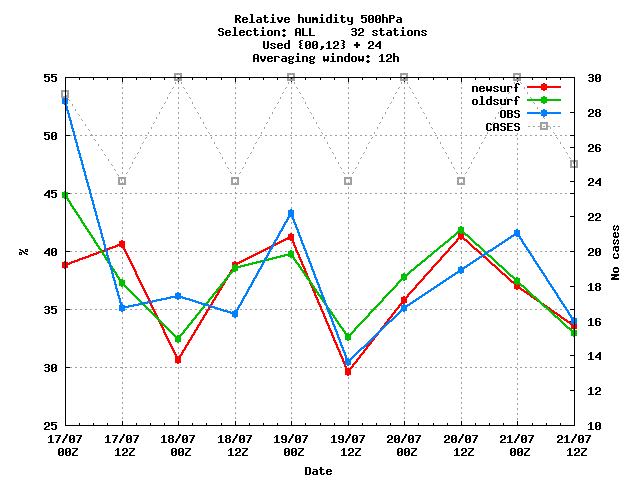 Relative humidity 500hPa
Selection: ALL 32 stations
Used {00,12} + 24
Averaging window: 12h
55
50
45
40
35
30
25
%
30
28
26
24
22
20
18
16
14
12
10
No cases
newsurf
oldsurf
OBS
CASES
17/07 17/07 18/07 18/07 19/07 19/07 20/07 20/07 21/07 21/07
00Z 12Z 00Z 12Z 00Z 12Z 00Z 12Z 00Z 12Z
Date